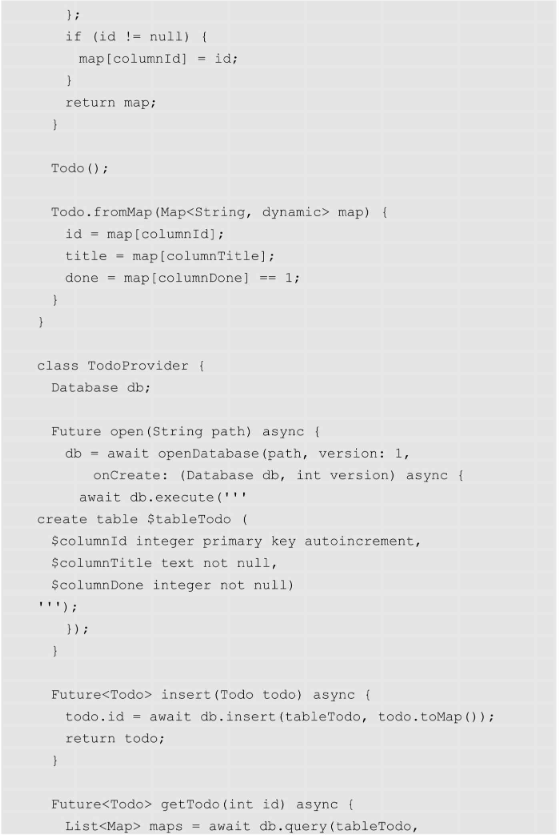 };
    if (id != null) {
      map[columnId] = id;
    }
    return map;
  }

  Todo();

  Todo.fromMap(Map<String, dynamic> map) {
    id = map[columnId];
    title = map[columnTitle];
    done = map[columnDone] == 1;
  }
}

class TodoProvider {
  Database db;

  Future open(String path) async {
    db = await openDatabase(path, version: 1,
        onCreate: (Database db, int version) async {
      await db.execute('''
create table $tableTodo (
  $columnId integer primary key autoincrement,
  $columnTitle text not null,
  $columnDone integer not null)
''');
    });
  }

  Future<Todo> insert(Todo todo) async {
    todo.id = await db.insert(tableTodo, todo.toMap());
    return todo;
  }

  Future<Todo> getTodo(int id) async {
    List<Map> maps = await db.query(tableTodo,